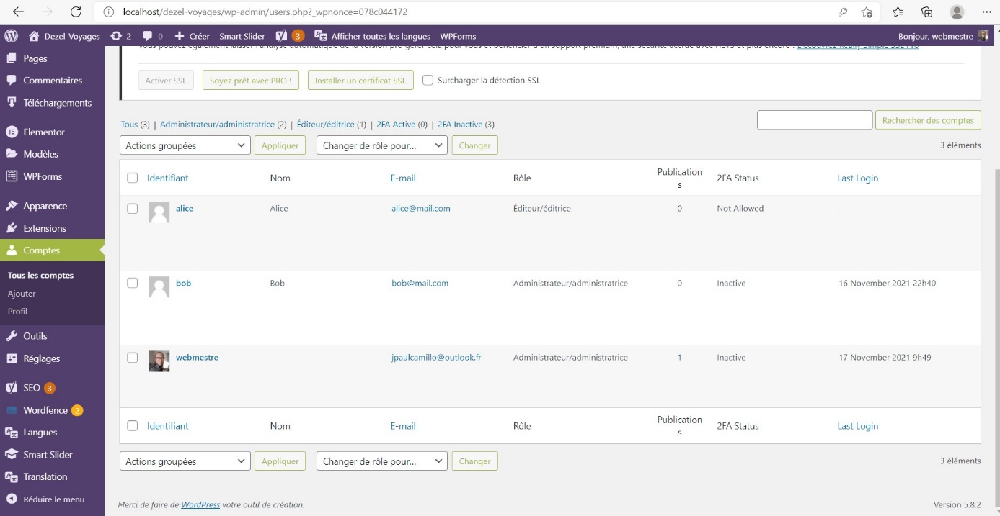 localhost/dezel-voyages/wp-admin/users.php?_wpnonce=078c044172
Dezel-Voyages 2 0 Créer Smart Slider 3 Afficher toutes les langues WPForms Bonjour, webmestre
vous pouvez également laisser l'analyse automatique de la version pro gérer cela pour vous et bénéficier d'un support premium, une sécurité accrue avec HSTS et plus encore : Découvrez Really Simple SSL Pro
Activer SSL Soyez prêt avec PRO ! Installer un certificat SSL Surcharger la détection SSL
Pages
Commentaires
Téléchargements
Elementor
Modèles
WPForms
Apparence
Extensions
Comptes
Tous les comptes
Ajouter
Profil
Outils
Réglages
SEO 3
Wordfence 2
Langues
Smart Slider
Translation
Réduire le menu
Tous (3) | Administrateur/administratrice (2) | Éditeur/éditrice (1) | 2FA Active (0) | 2FA Inactive (3)
Rechercher des comptes
Actions groupées Appliquer Changer de rôle pour... Changer 3 éléments
Identifiant Nom E-mail Rôle Publication
s 2FA Status Last Login
alice Alice alice@mail.com Éditeur/éditrice 0 Not Allowed -
bob Bob bob@mail.com Administrateur/administratrice 0 Inactive 16 November 2021 22h40
webmestre — jpaulcamillo@outlook.fr Administrateur/administratrice 1 Inactive 17 November 2021 9h49
Identifiant Nom E-mail Rôle Publication
s 2FA Status Last Login
Actions groupées Appliquer Changer de rôle pour... Changer 3 éléments
Merci de faire de WordPress votre outil de création. Version 5.8.2